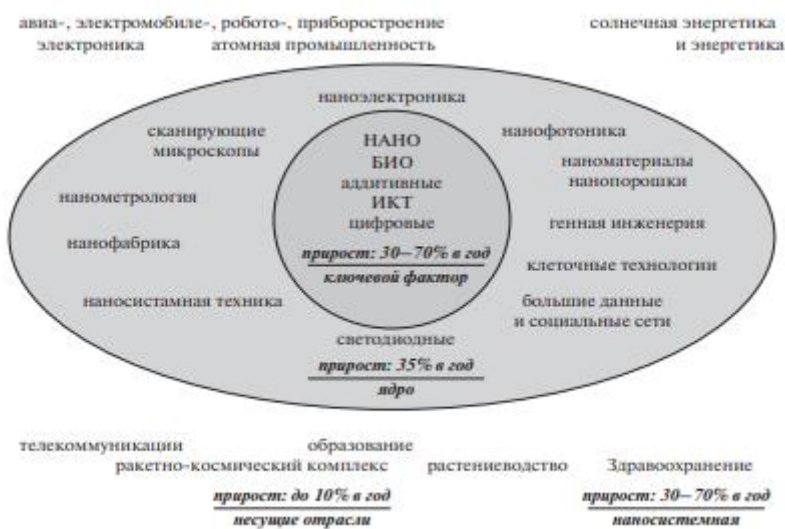 авиа-, электромобиле-, робото-, приборостроение
электроника атомная промышленность
солнечная энергетика
и энергетика
наноэлектроника
сканирующие
микроскопы
нанометрология
нанофабрика
наносистамная техника
НАНО
БИО
аддитивные
ИКТ
цифровые
прирост: 30–70% в год
ключевой фактор
нанофотоника
наноматериалы
нанопорошки
генная инженерия
клеточные технологии
большие данные
и социальные сети
светодиодные
прирост: 35% в год
ядро
телекоммуникации образование
ракетно-космический комплекс растениеводство Здравоохранение
прирост: до 10% в год
несущие отрасли
прирост: 30–70% в год
наносистемная